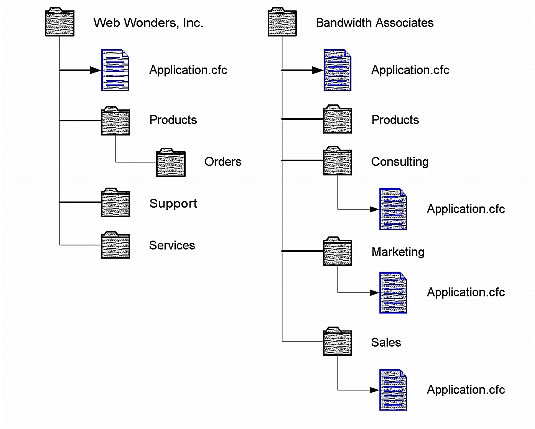 Web Wonders, Inc.
Application.cfc
Products
Orders
Support
Services
Bandwidth Associates
Application.cfc
Products
Consulting
Application.cfc
Marketing
Application.cfc
Sales
Application.cfc